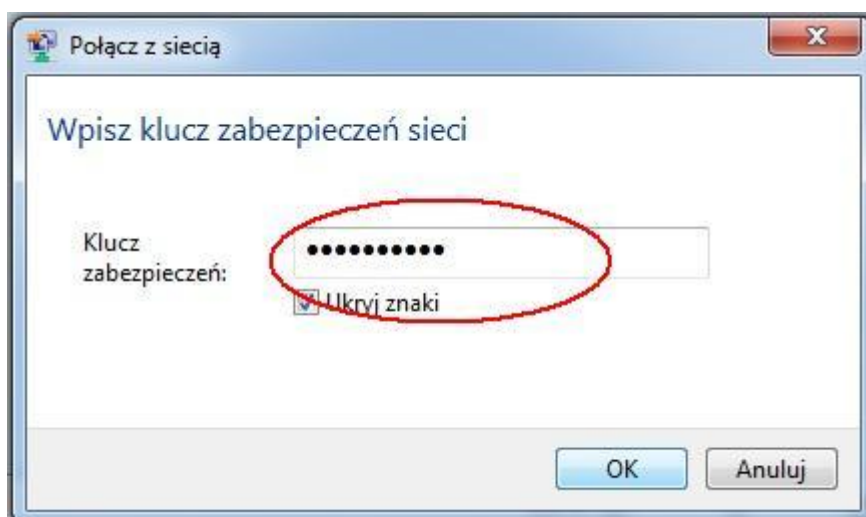 Połącz z siecią
Wpisz klucz zabezpieczeń sieci
Klucz
zabezpieczeń:
••••••••••
Ukryj znaki
OK
Anuluj